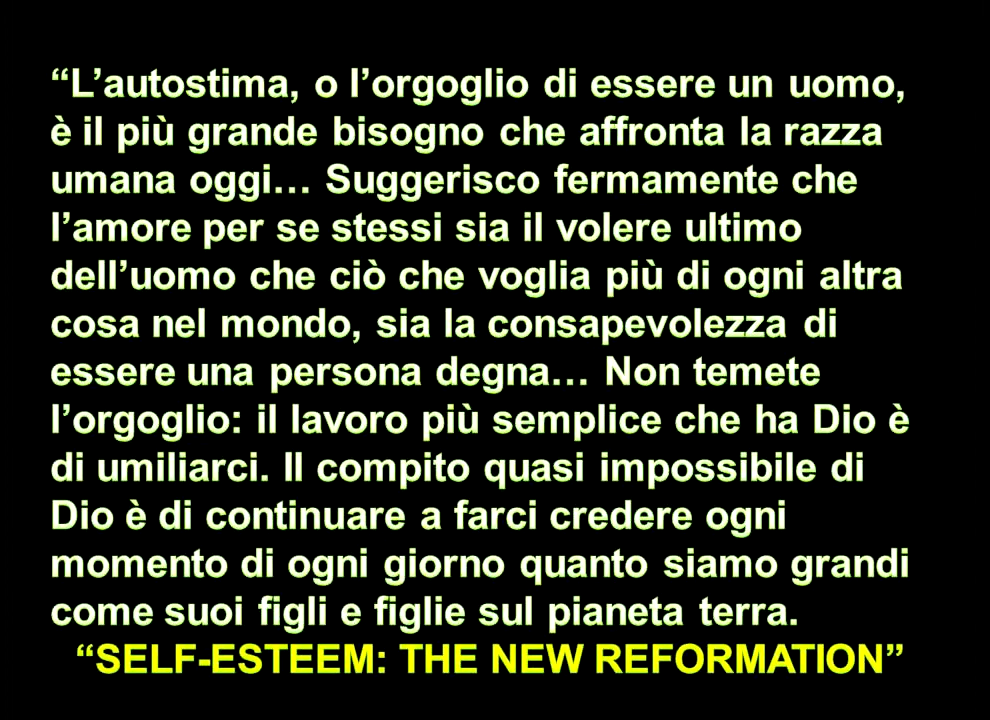 “L’autostima, o l’orgoglio di essere un uomo,
è il più grande bisogno che affronta la razza
umana oggi… Suggerisco fermamente che
l’amore per se stessi sia il volere ultimo
dell’uomo che ciò che voglia più di ogni altra
cosa nel mondo, sia la consapevolezza di
essere una persona degna… Non temete
l’orgoglio: il lavoro più semplice che ha Dio è
di umiliarci. Il compito quasi impossibile di
Dio è di continuare a farci credere ogni
momento di ogni giorno quanto siamo grandi
come suoi figli e figlie sul pianeta terra.
“SELF-ESTEEM: THE NEW REFORMATION”